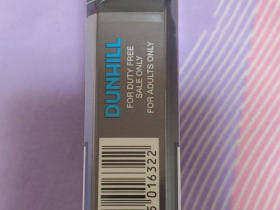 DUNHILL
FOR DUTY FREE
SALE ONLY
FOR ADULTS ONLY
5 016322